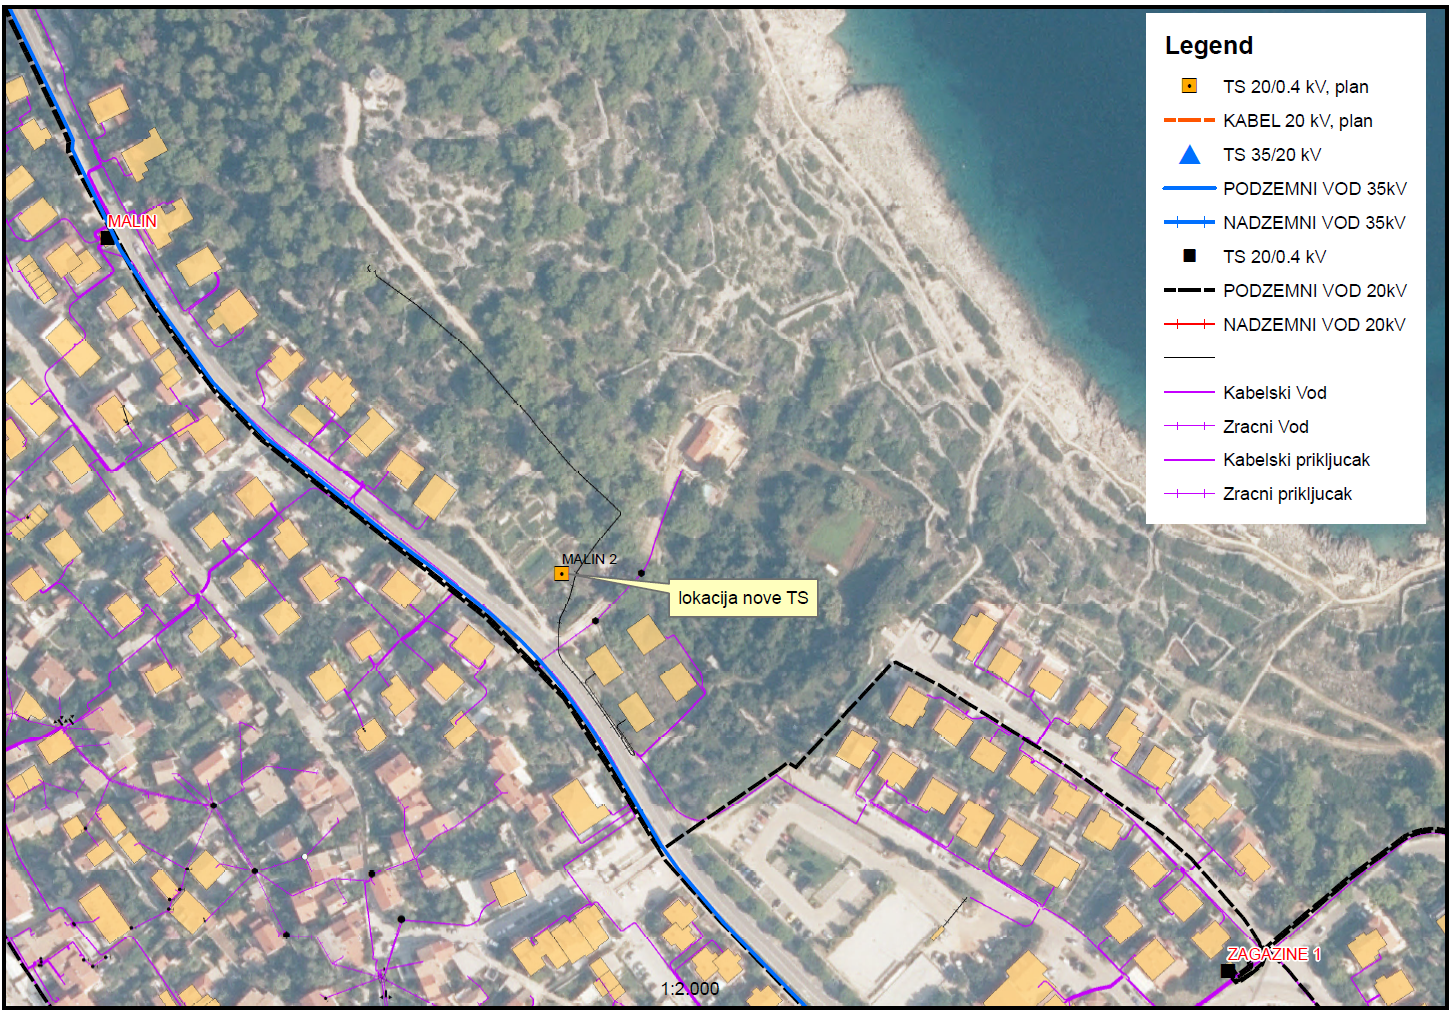 Legend
TS 20/0.4 kV, plan
KABEL 20 kV, plan
TS 35/20 kV
PODZEMNI VOD 35kV
NADZEMNI VOD 35kV
TS 20/0.4 kV
PODZEMNI VOD 20kV
NADZEMNI VOD 20kV
Kabelski Vod
Zracni Vod
Kabelski prikljucak
Zracni prikljucak
MALIN
MALIN 2
lokacija nove TS
ZAGAZINE 1
1:2.000